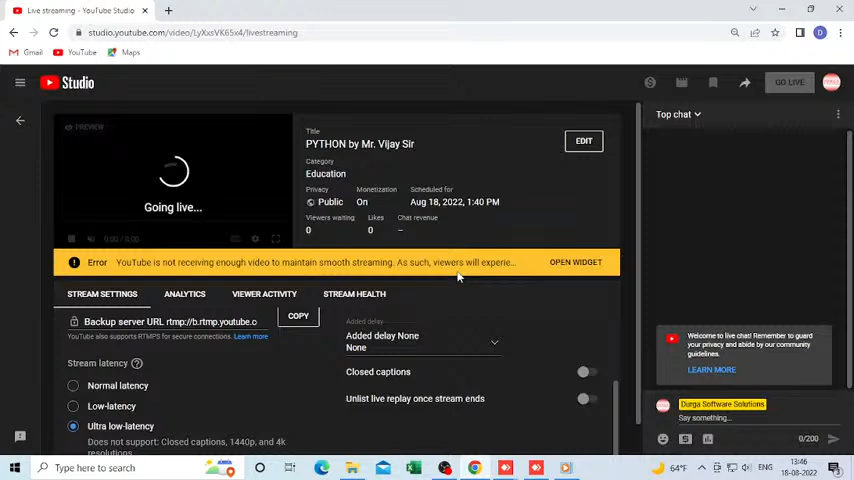 Live streaming - YouTube Studio
studio.youtube.com/video/LyXxsVK65x4/livestreaming
D
Gmail
YouTube
Maps
Studio
GO LIVE
PREVIEW
Going live...
0:00 / 0:00
Title
PYTHON by Mr. Vijay Sir
EDIT
Category
Education
Privacy
Monetization
Scheduled for
Public
On
Aug 18, 2022, 1:40 PM
Viewers waiting
Likes
Chat revenue
0
0
–
Error
YouTube is not receiving enough video to maintain smooth streaming. As such, viewers will experie...
OPEN WIDGET
STREAM SETTINGS
ANALYTICS
VIEWER ACTIVITY
STREAM HEALTH
Backup server URL rtmp://b.rtmp.youtube.c
COPY
YouTube also supports RTMPS for secure connections. Learn more
Stream latency
Normal latency
Low-latency
Ultra low-latency
Does not support: Closed captions, 1440p, and 4k
resolutions
Added delay
Added delay None
None
Closed captions
Unlist live replay once stream ends
Top chat
Welcome to live chat! Remember to guard
your privacy and abide by our community
guidelines.
LEARN MORE
Durga Software Solutions
Say something...
0/200
Type here to search
64°F
ENG
13:46
18-08-2022